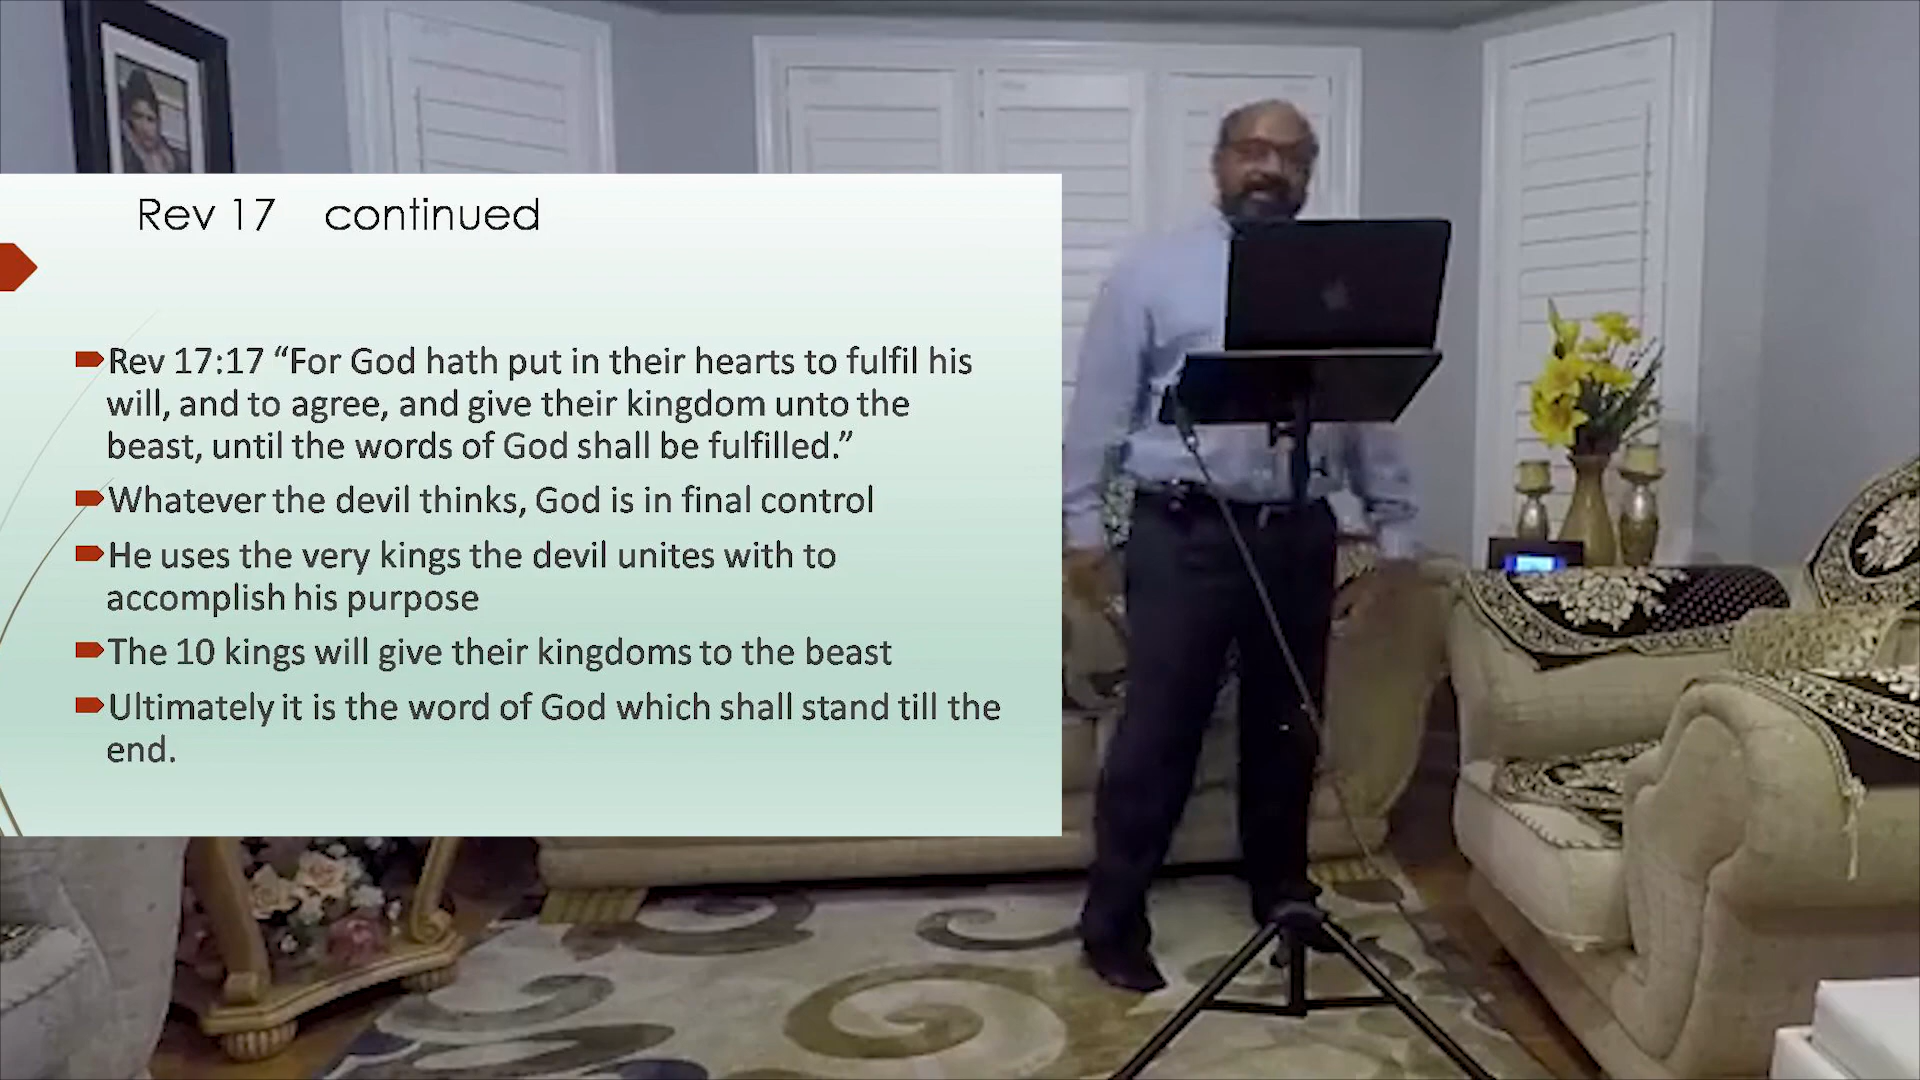 Rev 17 continued
Rev 17:17 “For God hath put in their hearts to fulfil his
will, and to agree, and give their kingdom unto the
beast, until the words of God shall be fulfilled.”
Whatever the devil thinks, God is in final control
He uses the very kings the devil unites with to
accomplish his purpose
The 10 kings will give their kingdoms to the beast
Ultimately it is the word of God which shall stand till the
end.